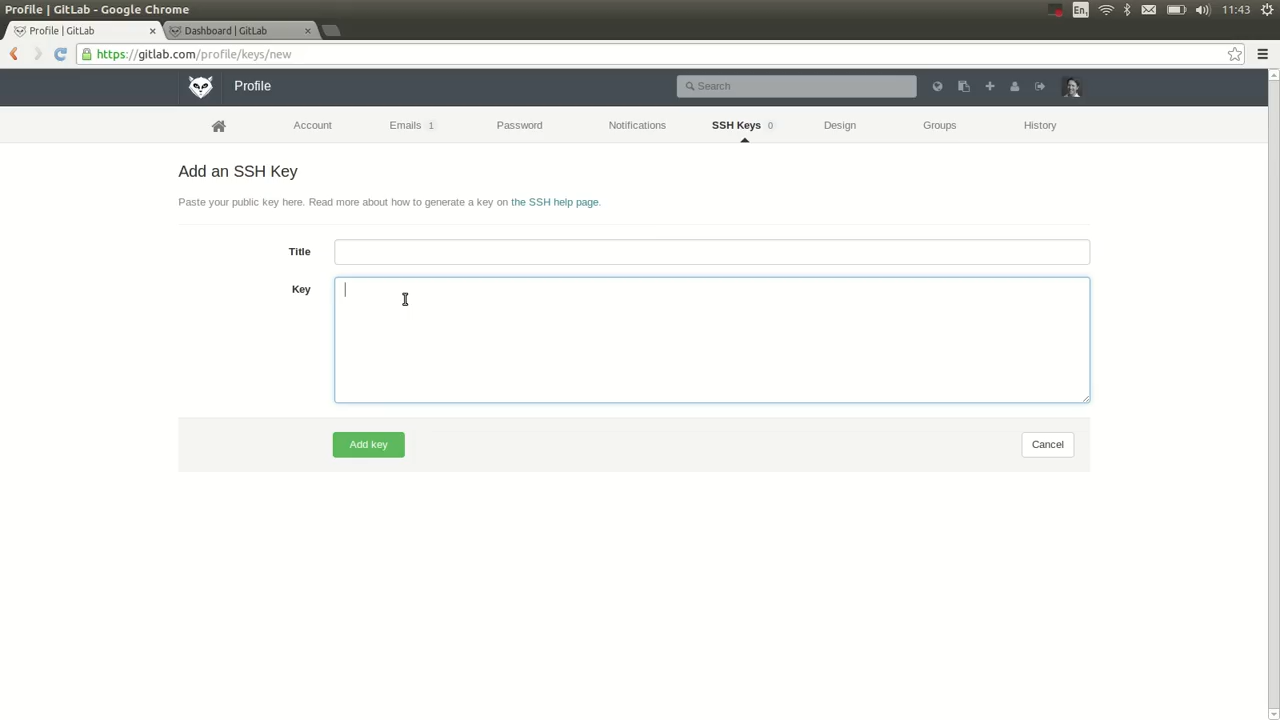 Profile | GitLab - Google Chrome
En1
11:43
Profile | GitLab ×
Dashboard | GitLab ×
https://gitlab.com/profile/keys/new
Profile
Search
Account
Emails 1
Password
Notifications
SSH Keys 0
Design
Groups
History
Add an SSH Key
Paste your public key here. Read more about how to generate a key on the SSH help page.
Title
Key
Add key
Cancel